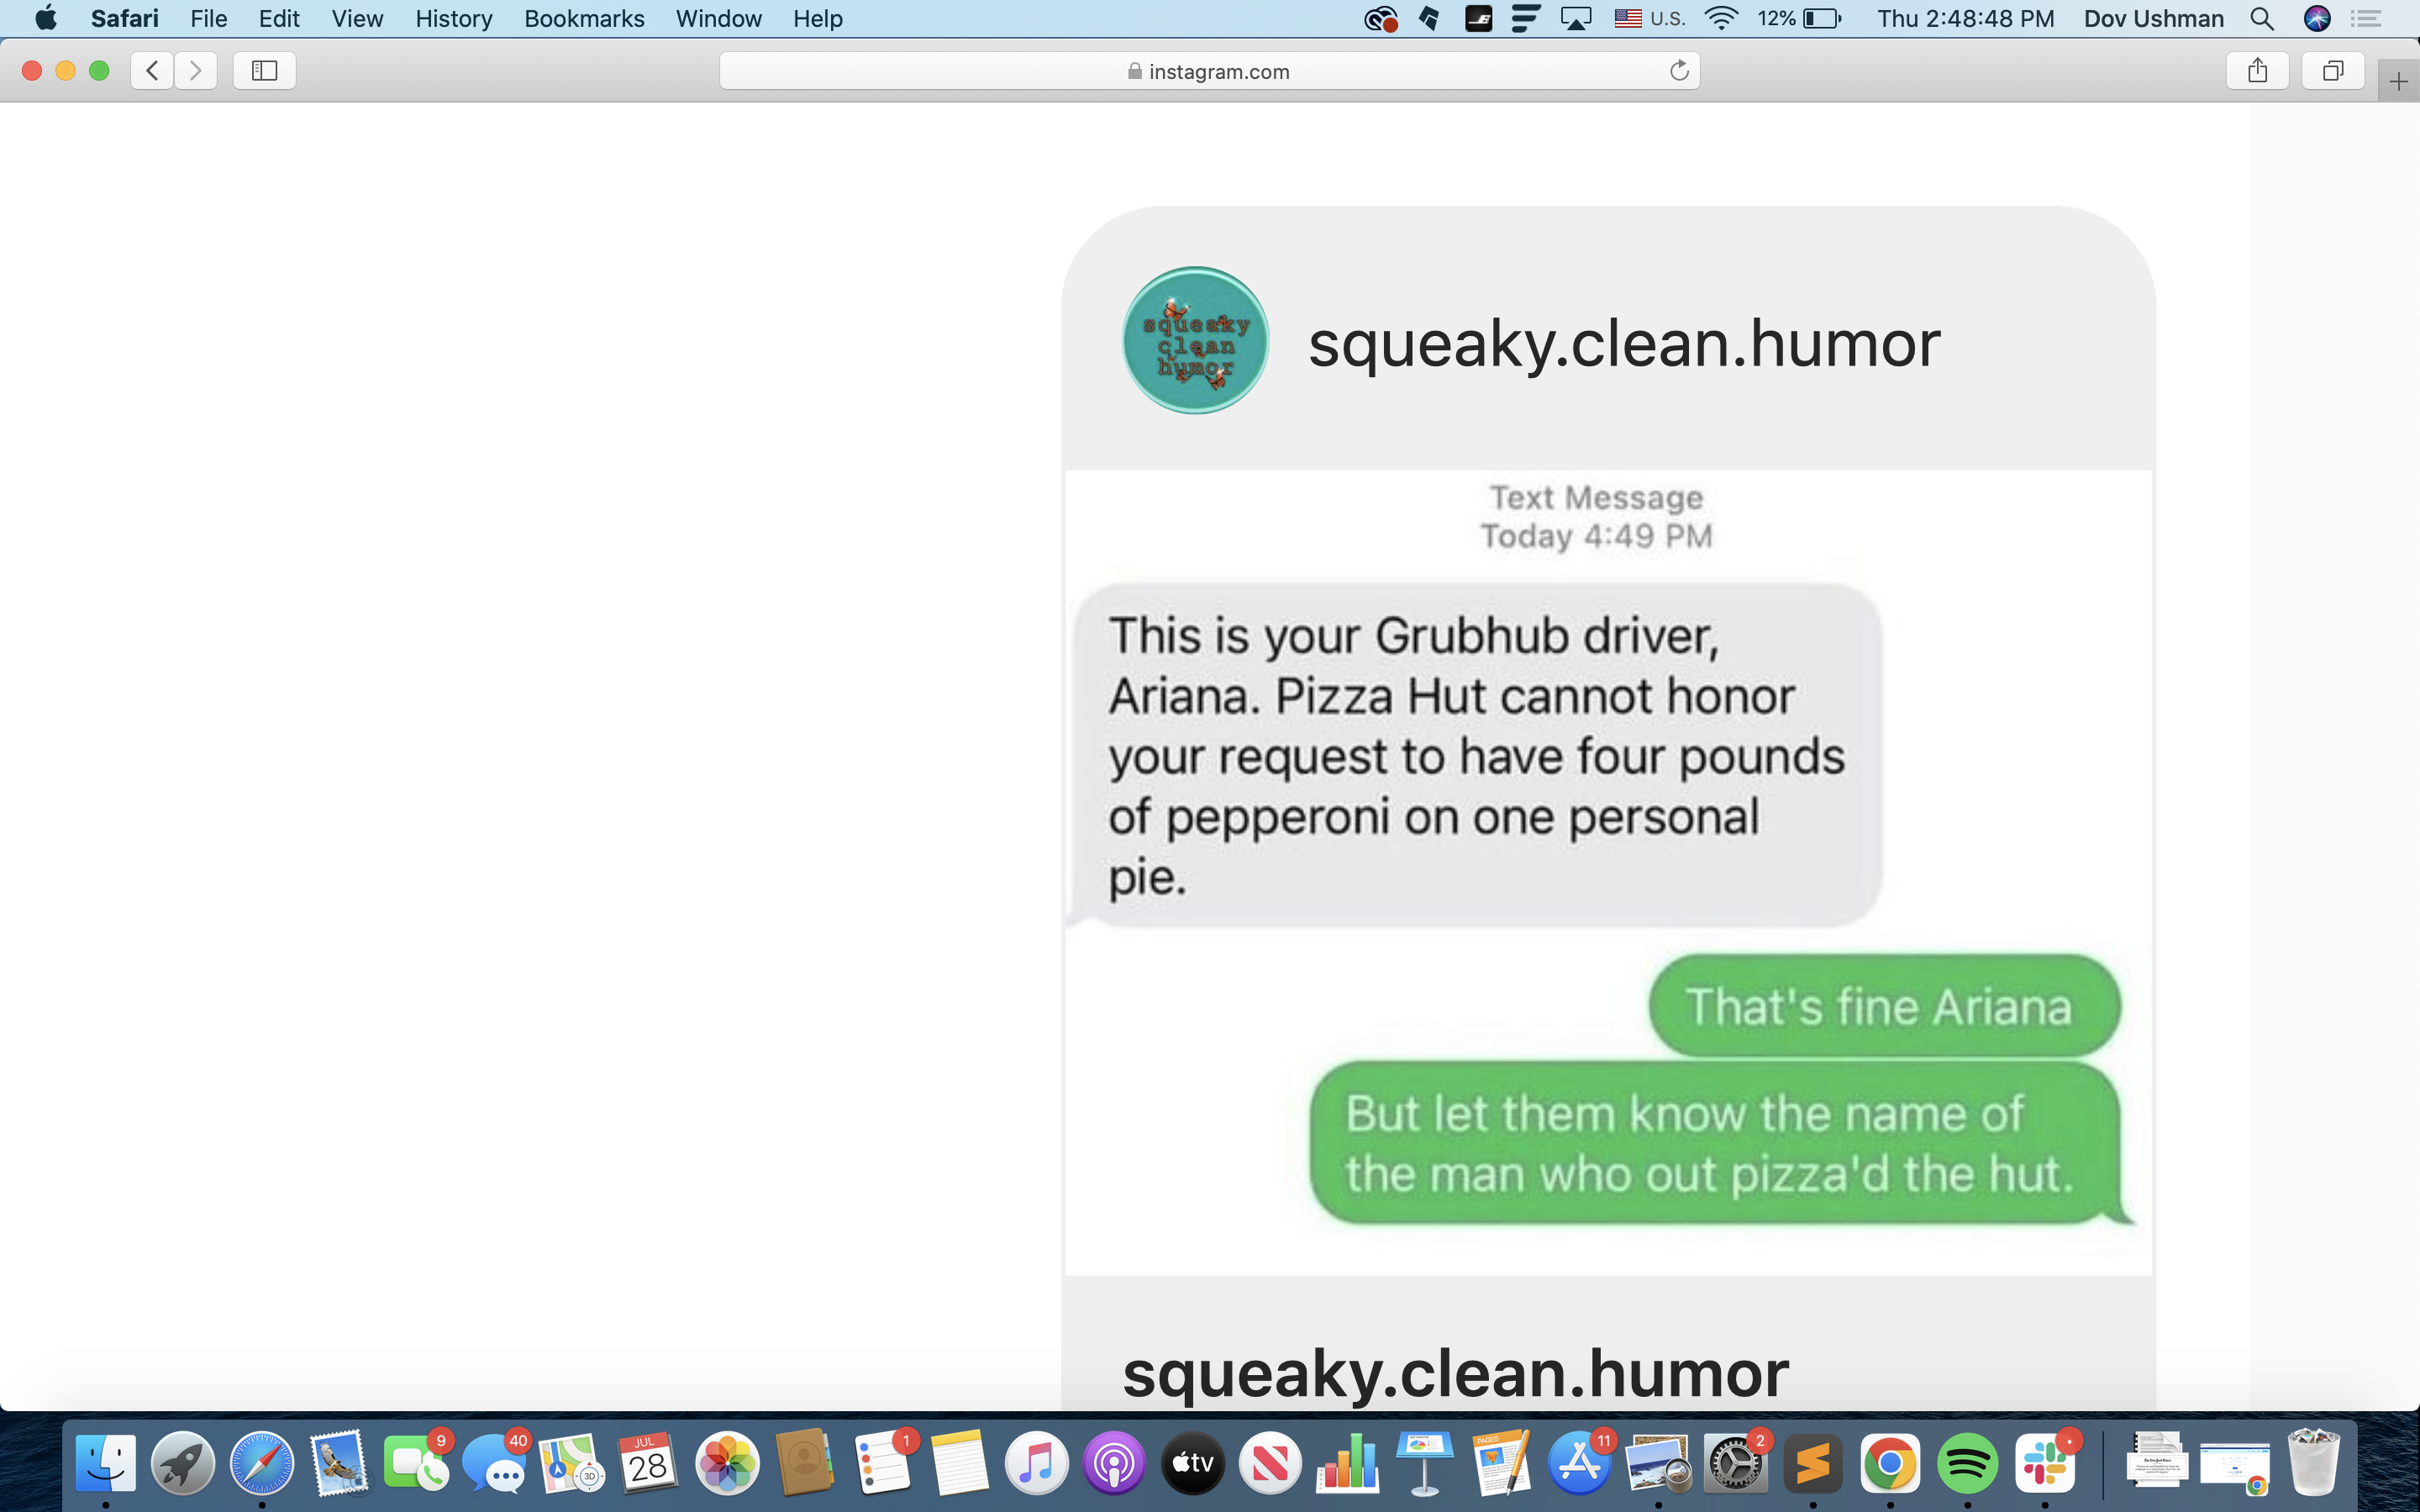 Safari File Edit View History Bookmarks Window Help U.S. 12% Thu 2:48:48 PM Dov Ushman
instagram.com
squeaky
clean
humor
squeaky.clean.humor
Text Message
Today 4:49 PM
This is your Grubhub driver,
Ariana. Pizza Hut cannot honor
your request to have four pounds
of pepperoni on one personal
pie.
That's fine Ariana
But let them know the name of
the man who out pizza'd the hut.
squeaky.clean.humor
9 40 3D JUL 28 1 tv PAGES 11 2